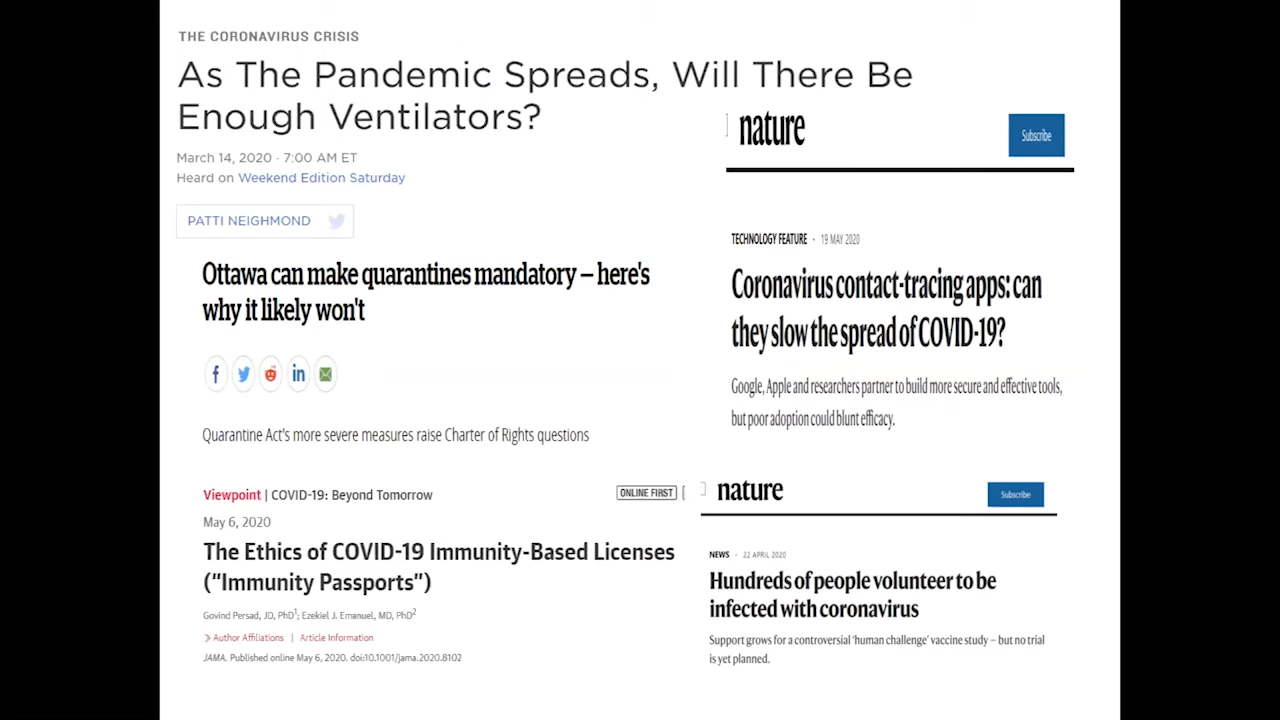 THE CORONAVIRUS CRISIS
As The Pandemic Spreads, Will There Be
Enough Ventilators?
March 14, 2020 · 7:00 AM ET
Heard on Weekend Edition Saturday
PATTI NEIGHMOND
nature
Subscribe
TECHNOLOGY FEATURE · 19 MAY 2020
Coronavirus contact-tracing apps: can
they slow the spread of COVID-19?
Google, Apple and researchers partner to build more secure and effective tools,
but poor adoption could blunt efficacy.
Ottawa can make quarantines mandatory – here's
why it likely won't
Quarantine Act's more severe measures raise Charter of Rights questions
Viewpoint | COVID-19: Beyond Tomorrow
ONLINE FIRST
May 6, 2020
The Ethics of COVID-19 Immunity-Based Licenses
(“Immunity Passports”)
Govind Persad, JD, PhD1; Ezekiel J. Emanuel, MD, PhD2
Author Affiliations | Article Information
JAMA. Published online May 6, 2020. doi:10.1001/jama.2020.8102
nature
Subscribe
NEWS · 22 APRIL 2020
Hundreds of people volunteer to be
infected with coronavirus
Support grows for a controversial ‘human challenge’ vaccine study – but no trial
is yet planned.